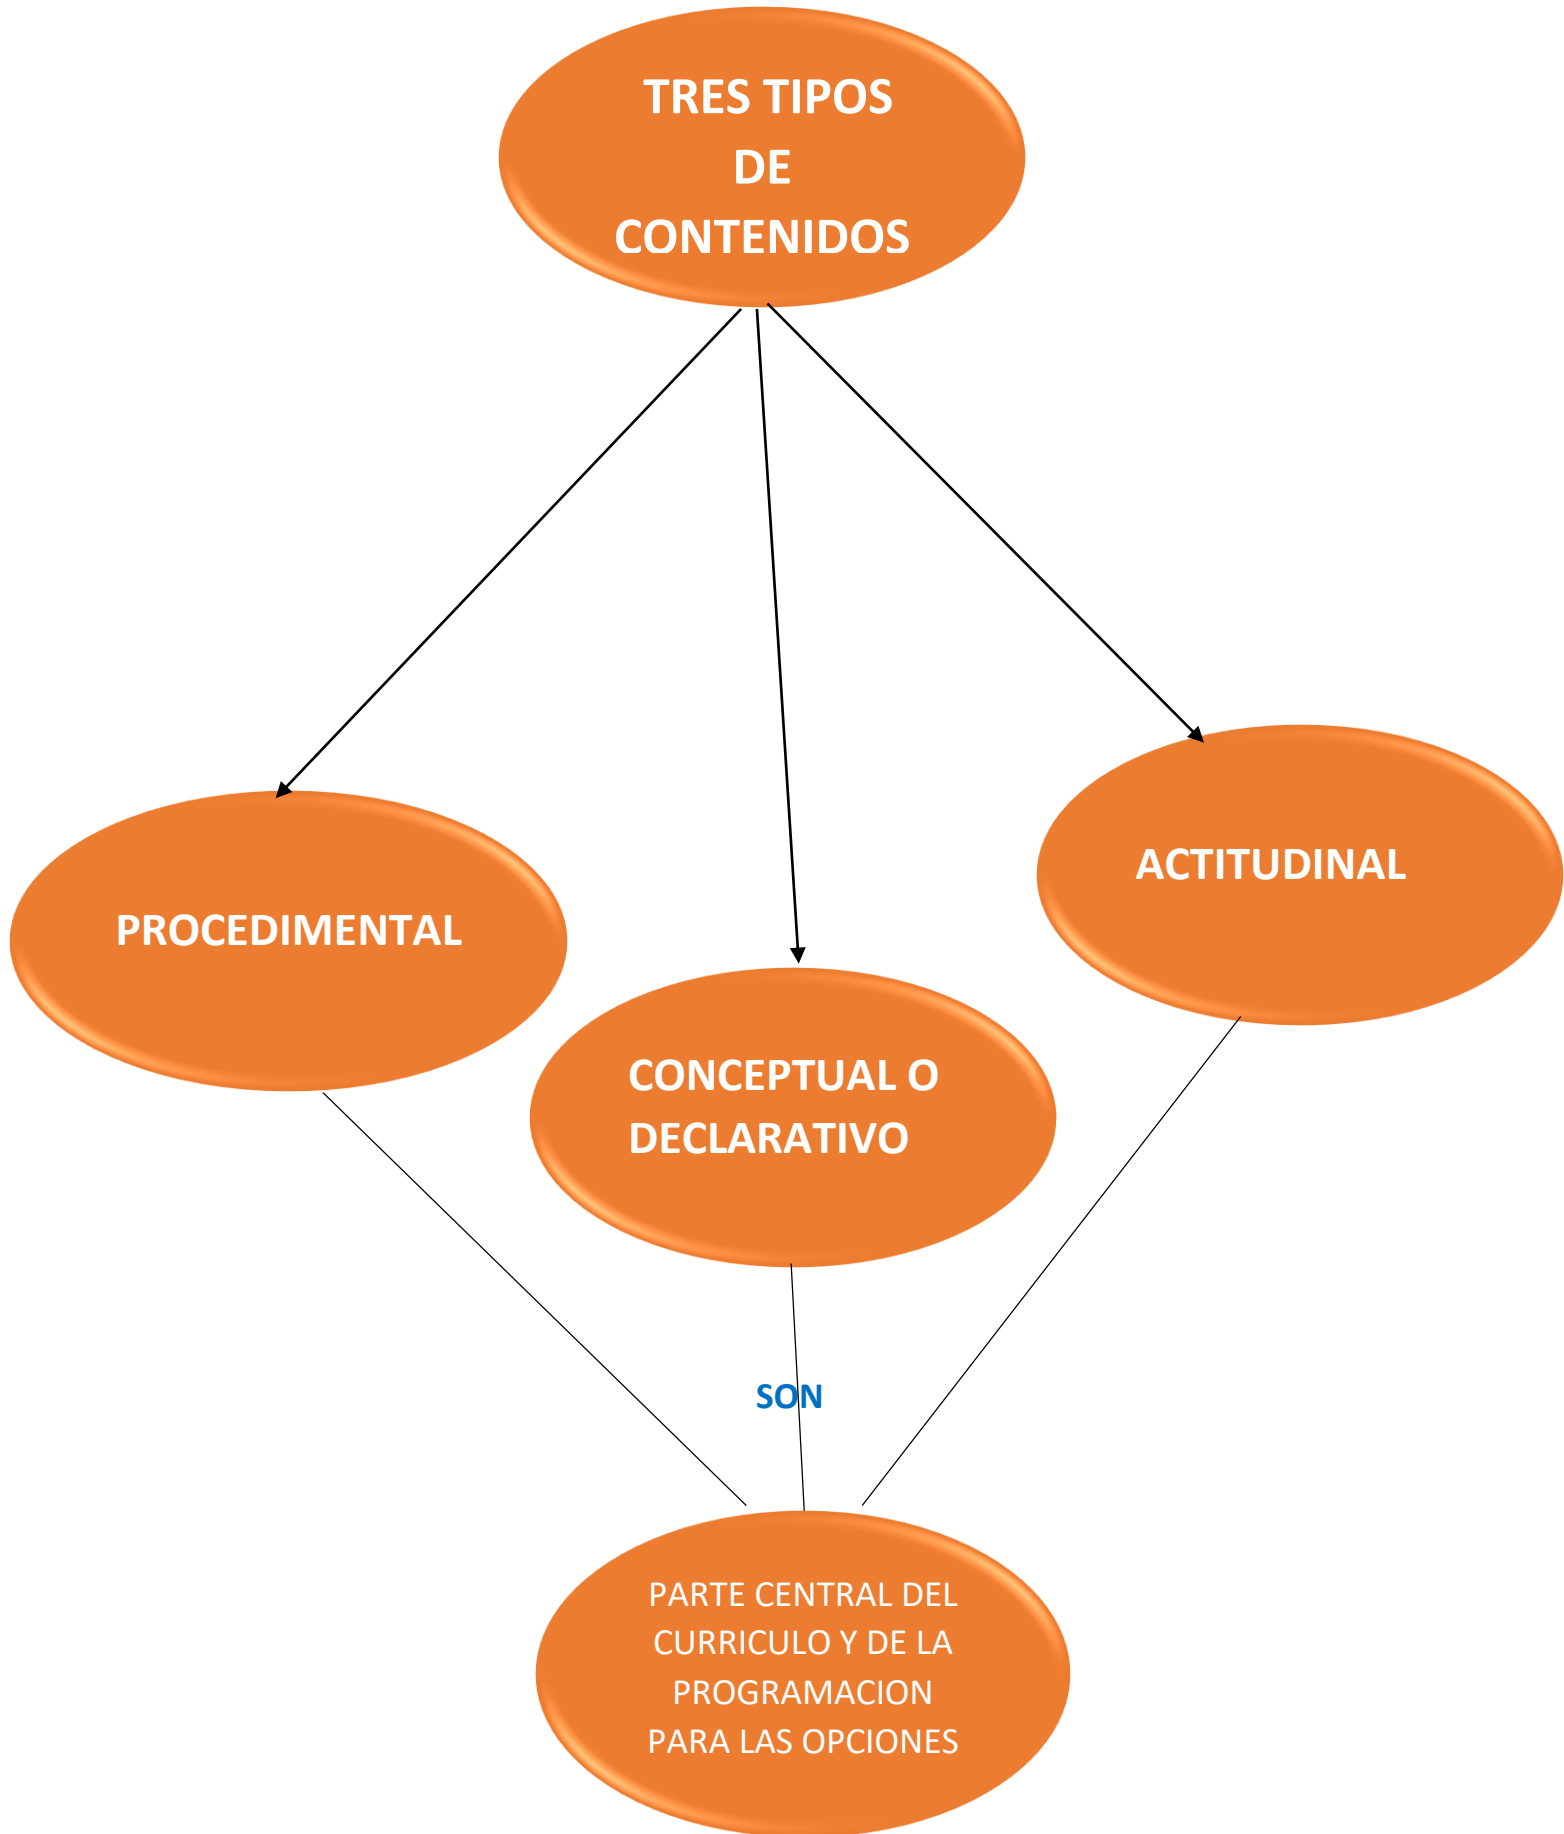 TRES TIPOS
DE
CONTENIDOS
PROCEDIMENTAL
ACTITUDINAL
CONCEPTUAL O
DECLARATIVO
SON
PARTE CENTRAL DEL
CURRICULO Y DE LA
PROGRAMACION
PARA LAS OPCIONES